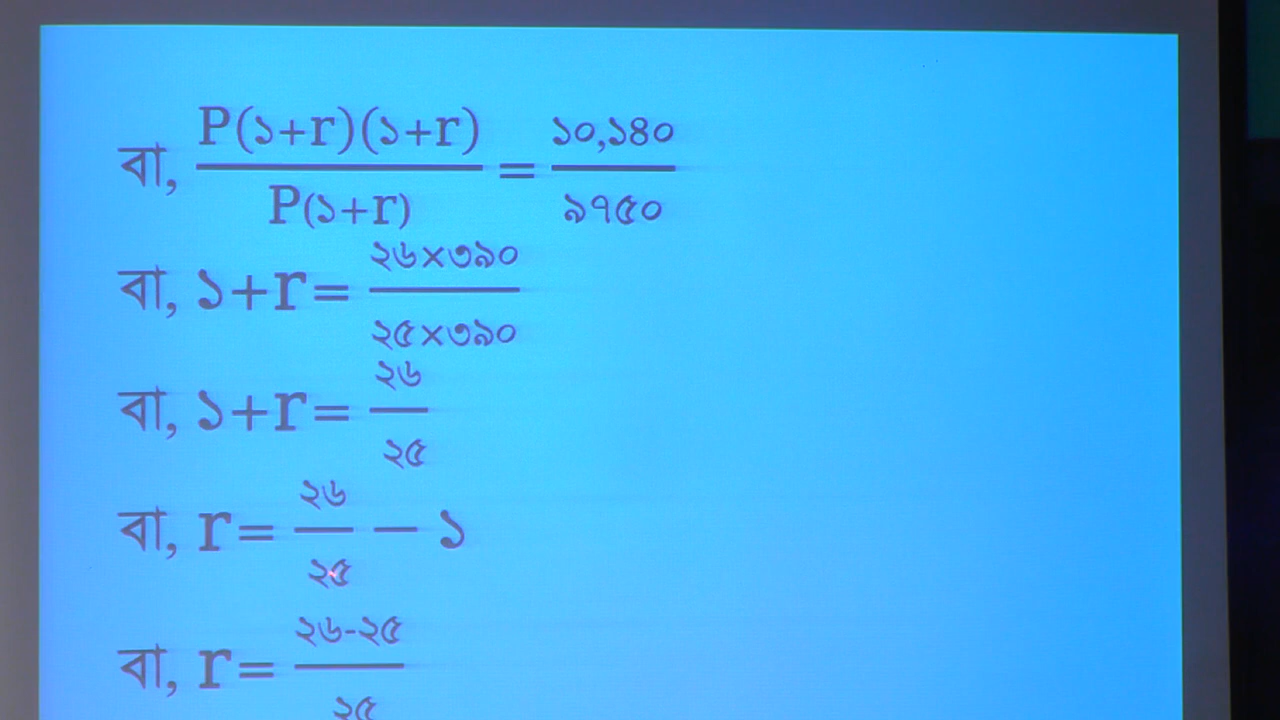 বা, P(১+r)(১+r) / P(১+r) = ১০,১৪০ / ৯৭৫০
বা, ১+r= ২৬×৩৯০ / ২৫×৩৯০
বা, ১+r= ২৬ / ২৫
বা, r= ২৬ / ২৫ − ১
বা, r= ২৬-২৫ / ২৫